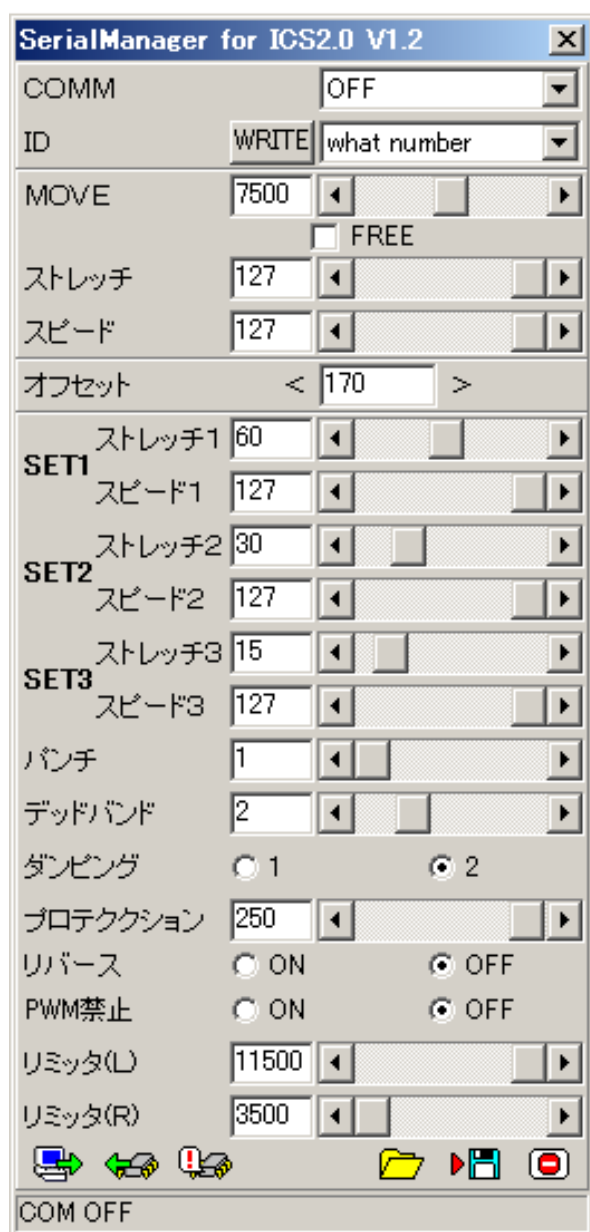 SerialManager for ICS2.0 V1.2
COMM OFF
ID WRITE what number
MOVE 7500
FREE
ストレッチ 127
スピード 127
オフセット < 170 >
SET1
ストレッチ1 60
スピード1 127
SET2
ストレッチ2 30
スピード2 127
SET3
ストレッチ3 15
スピード3 127
パンチ 1
デッドバンド 2
ダンピング 1 2
プロテククション 250
リバース ON OFF
PWM禁止 ON OFF
リミッタ(L) 11500
リミッタ(R) 3500
COM OFF